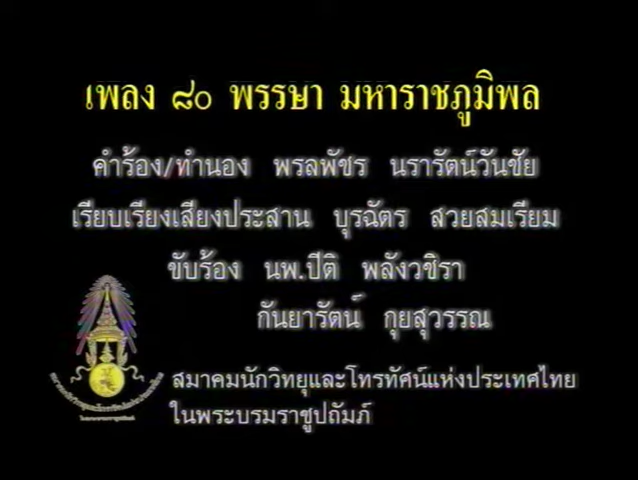 เพลง ๘๐ พรรษา มหาราชภูมิพล
คำร้อง/ทำนอง พรลพัชร นรารัตน์วันชัย
เรียบเรียงเสียงประสาน บุรฉัตร สวยสมเรียม
ขับร้อง นพ.ปีติ พลังวชิรา
กันยารัตน์ กุยสุวรรณ
สมาคมนักวิทยุและโทรทัศน์แห่งประเทศไทย
ในพระบรมราชูปถัมภ์